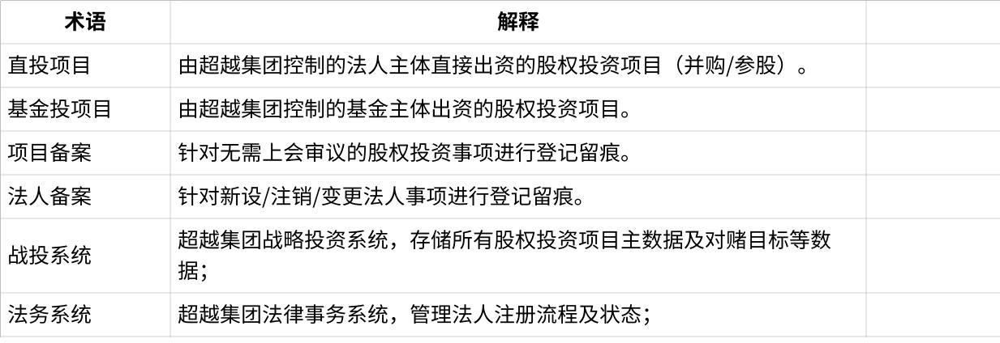 术语 解释
直投项目 由超越集团控制的法人主体直接出资的股权投资项目（并购/参股）。
基金投项目 由超越集团控制的基金主体出资的股权投资项目。
项目备案 针对无需上会审议的股权投资事项进行登记留痕。
法人备案 针对新设/注销/变更法人事项进行登记留痕。
战投系统 超越集团战略投资系统，存储所有股权投资项目主数据及对赌目标等数
据；
法务系统 超越集团法律事务系统，管理法人注册流程及状态；